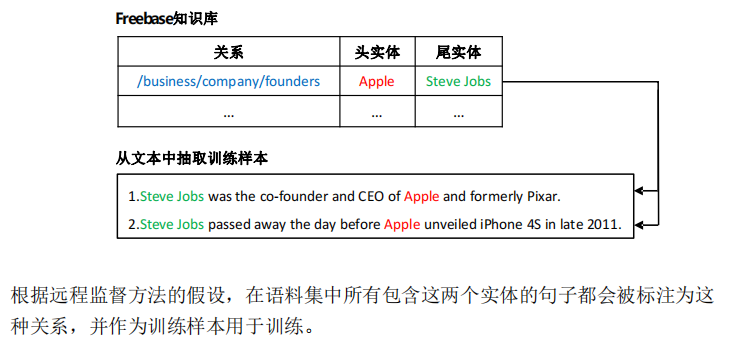 Freebase知识库
关系 头实体 尾实体
/business/company/founders Apple Steve Jobs
... ... ...
从文本中抽取训练样本
1.Steve Jobs was the co-founder and CEO of Apple and formerly Pixar.
2.Steve Jobs passed away the day before Apple unveiled iPhone 4S in late 2011.
根据远程监督方法的假设，在语料集中所有包含这两个实体的句子都会被标注为这
种关系，并作为训练样本用于训练。